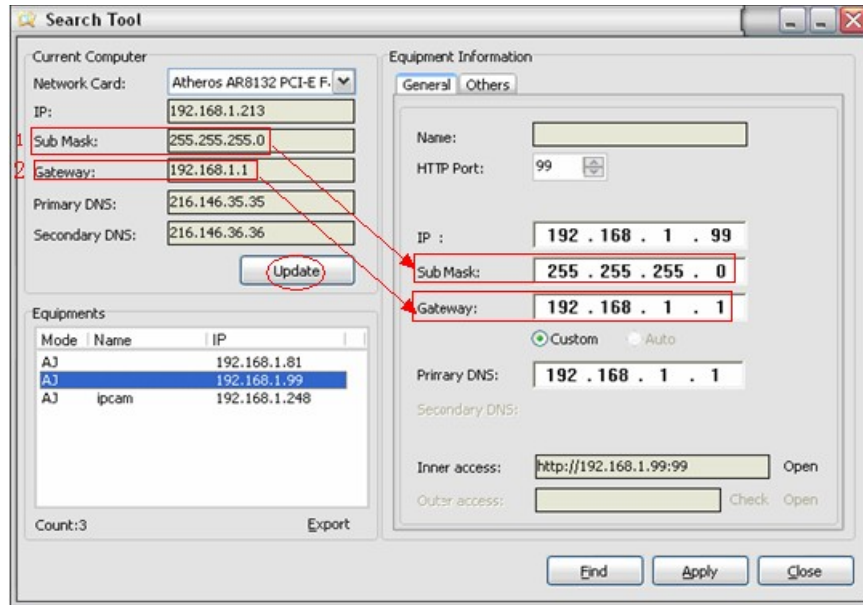 Search Tool
Current Computer
Network Card: Atheros AR8132 PCI-E F.
IP: 192.168.1.213
1 Sub Mask: 255.255.255.0
2 Gateway: 192.168.1.1
Primary DNS: 216.146.35.35
Secondary DNS: 216.146.36.36
Update
Equipments
Mode Name IP
AJ 192.168.1.81
AJ 192.168.1.99
AJ ipcam 192.168.1.248
Count:3 Export
Equipment Information
General Others
Name:
HTTP Port: 99
IP : 192 . 168 . 1 . 99
Sub Mask: 255 . 255 . 255 . 0
Gateway: 192 . 168 . 1 . 1
Custom Auto
Primary DNS: 192 . 168 . 1 . 1
Secondary DNS:
Inner access: http://192.168.1.99:99 Open
Outer access: Check Open
Find Apply Close